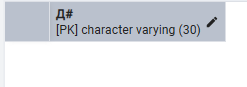 Д#
[PK] character varying (30)